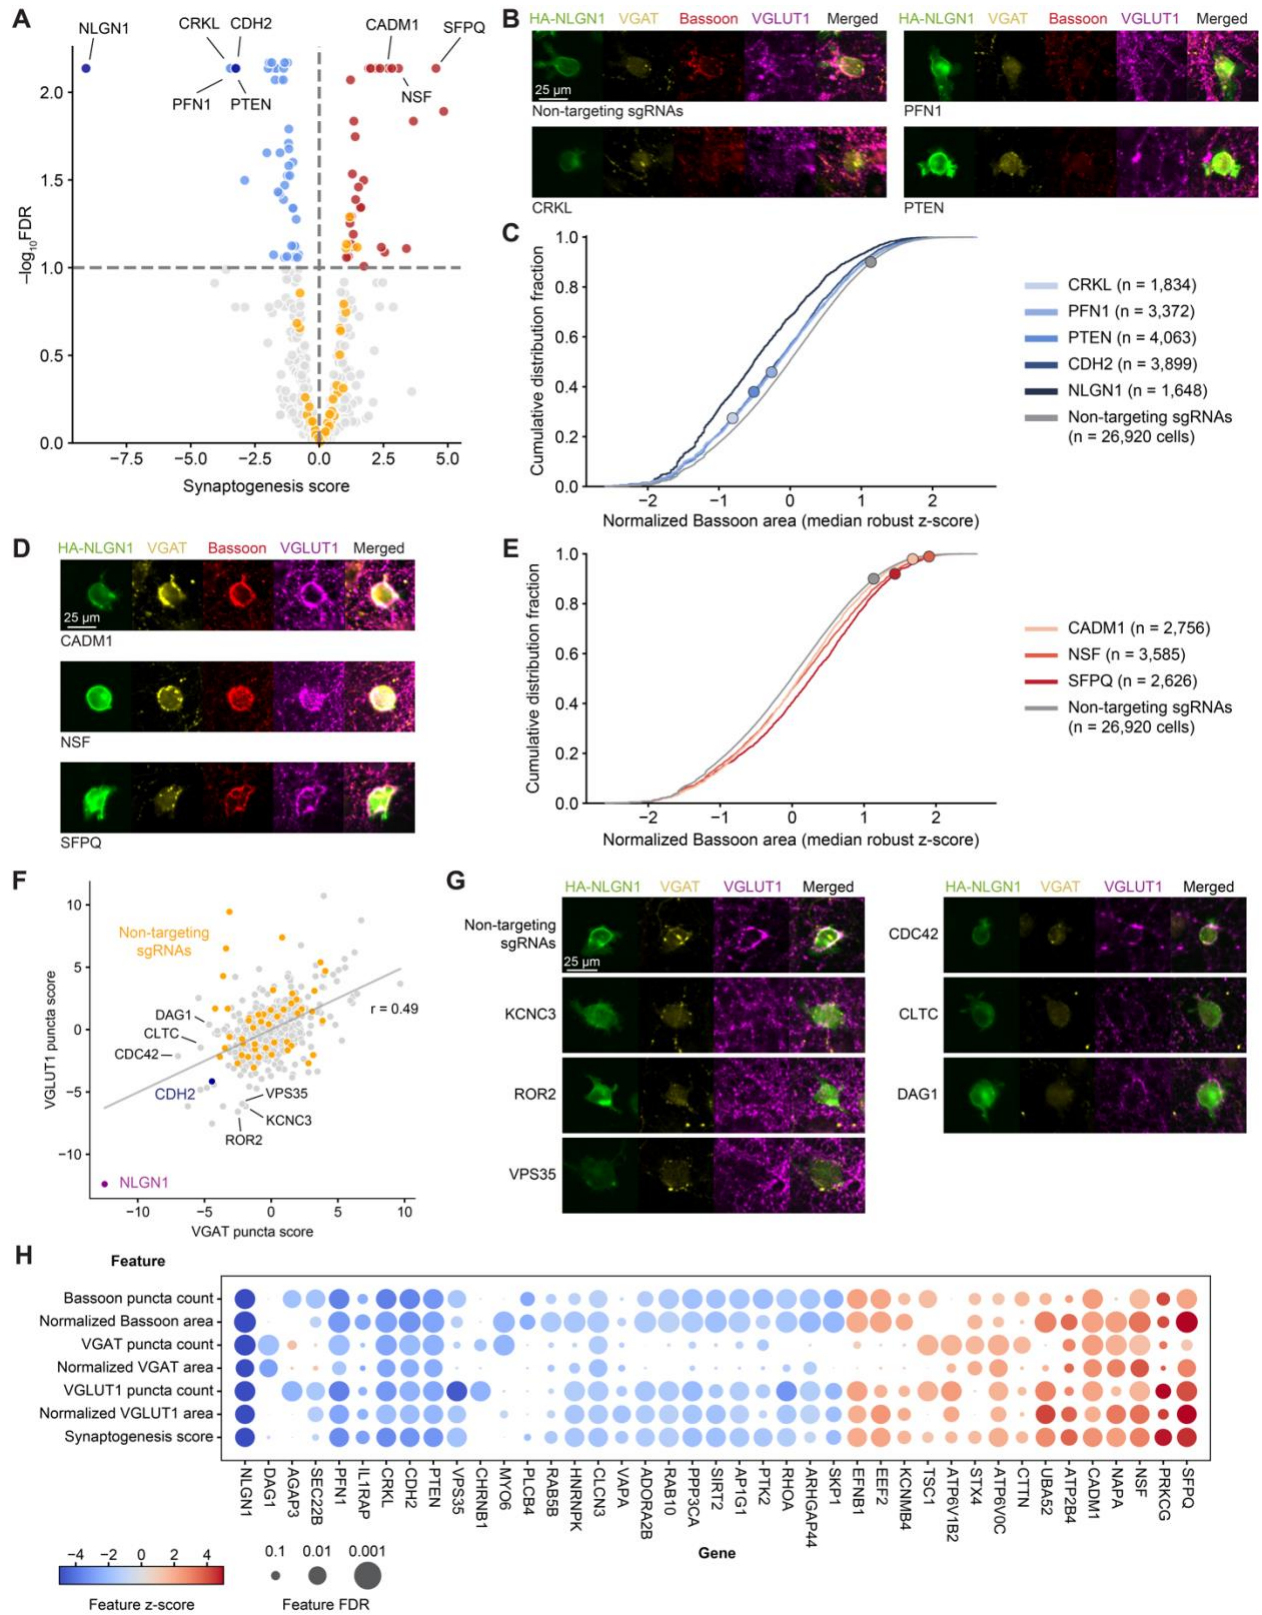 A
NLGN1
CRKL CDH2
CADM1
SFPQ
PFN1
PTEN
NSF
2.0
1.5
1.0
0.5
0.0
−log10FDR
−7.5 −5.0 −2.5 0.0 2.5 5.0
Synaptogenesis score
B
HA-NLGN1 VGAT Bassoon VGLUT1 Merged
25 µm
Non-targeting sgRNAs
CRKL
HA-NLGN1 VGAT Bassoon VGLUT1 Merged
PFN1
PTEN
C
1.0
0.8
0.6
0.4
0.2
0.0
Cumulative distribution fraction
−2 −1 0 1 2
Normalized Bassoon area (median robust z-score)
CRKL (n = 1,834)
PFN1 (n = 3,372)
PTEN (n = 4,063)
CDH2 (n = 3,899)
NLGN1 (n = 1,648)
Non-targeting sgRNAs
(n = 26,920 cells)
D
HA-NLGN1 VGAT Bassoon VGLUT1 Merged
25 µm
CADM1
NSF
SFPQ
E
1.0
0.8
0.6
0.4
0.2
0.0
Cumulative distribution fraction
−2 −1 0 1 2
Normalized Bassoon area (median robust z-score)
CADM1 (n = 2,756)
NSF (n = 3,585)
SFPQ (n = 2,626)
Non-targeting sgRNAs
(n = 26,920 cells)
F
10
5
0
−5
−10
VGLUT1 puncta score
Non-targeting
sgRNAs
DAG1
CLTC
CDC42
CDH2
VPS35
KCNC3
ROR2
NLGN1
r = 0.49
−10 −5 0 5 10
VGAT puncta score
G
HA-NLGN1 VGAT VGLUT1 Merged
Non-targeting
sgRNAs
25 µm
KCNC3
ROR2
VPS35
HA-NLGN1 VGAT VGLUT1 Merged
CDC42
CLTC
DAG1
H
Feature
Bassoon puncta count
Normalized Bassoon area
VGAT puncta count
Normalized VGAT area
VGLUT1 puncta count
Normalized VGLUT1 area
Synaptogenesis score
NLGN1
DAG1
AGAP3
SEC22B
PFN1
IL1RAP
CRKL
CDH2
PTEN
VPS35
CHRNB1
MYO6
PLCB4
RAB5B
HNRNPK
CLCN3
VAPA
ADORA2B
RAB10
PPP3CA
SIRT2
AP1G1
PTK2
RHOA
ARHGAP44
SKP1
EFNB1
EEF2
KCNMB4
TSC1
ATP6V1B2
STX4
ATP6V0C
CTTN
UBA52
ATP2B4
CADM1
NAPA
NSF
PRKCG
SFPQ
Gene
−4 −2 0 2 4
Feature z-score
0.1 0.01 0.001
Feature FDR